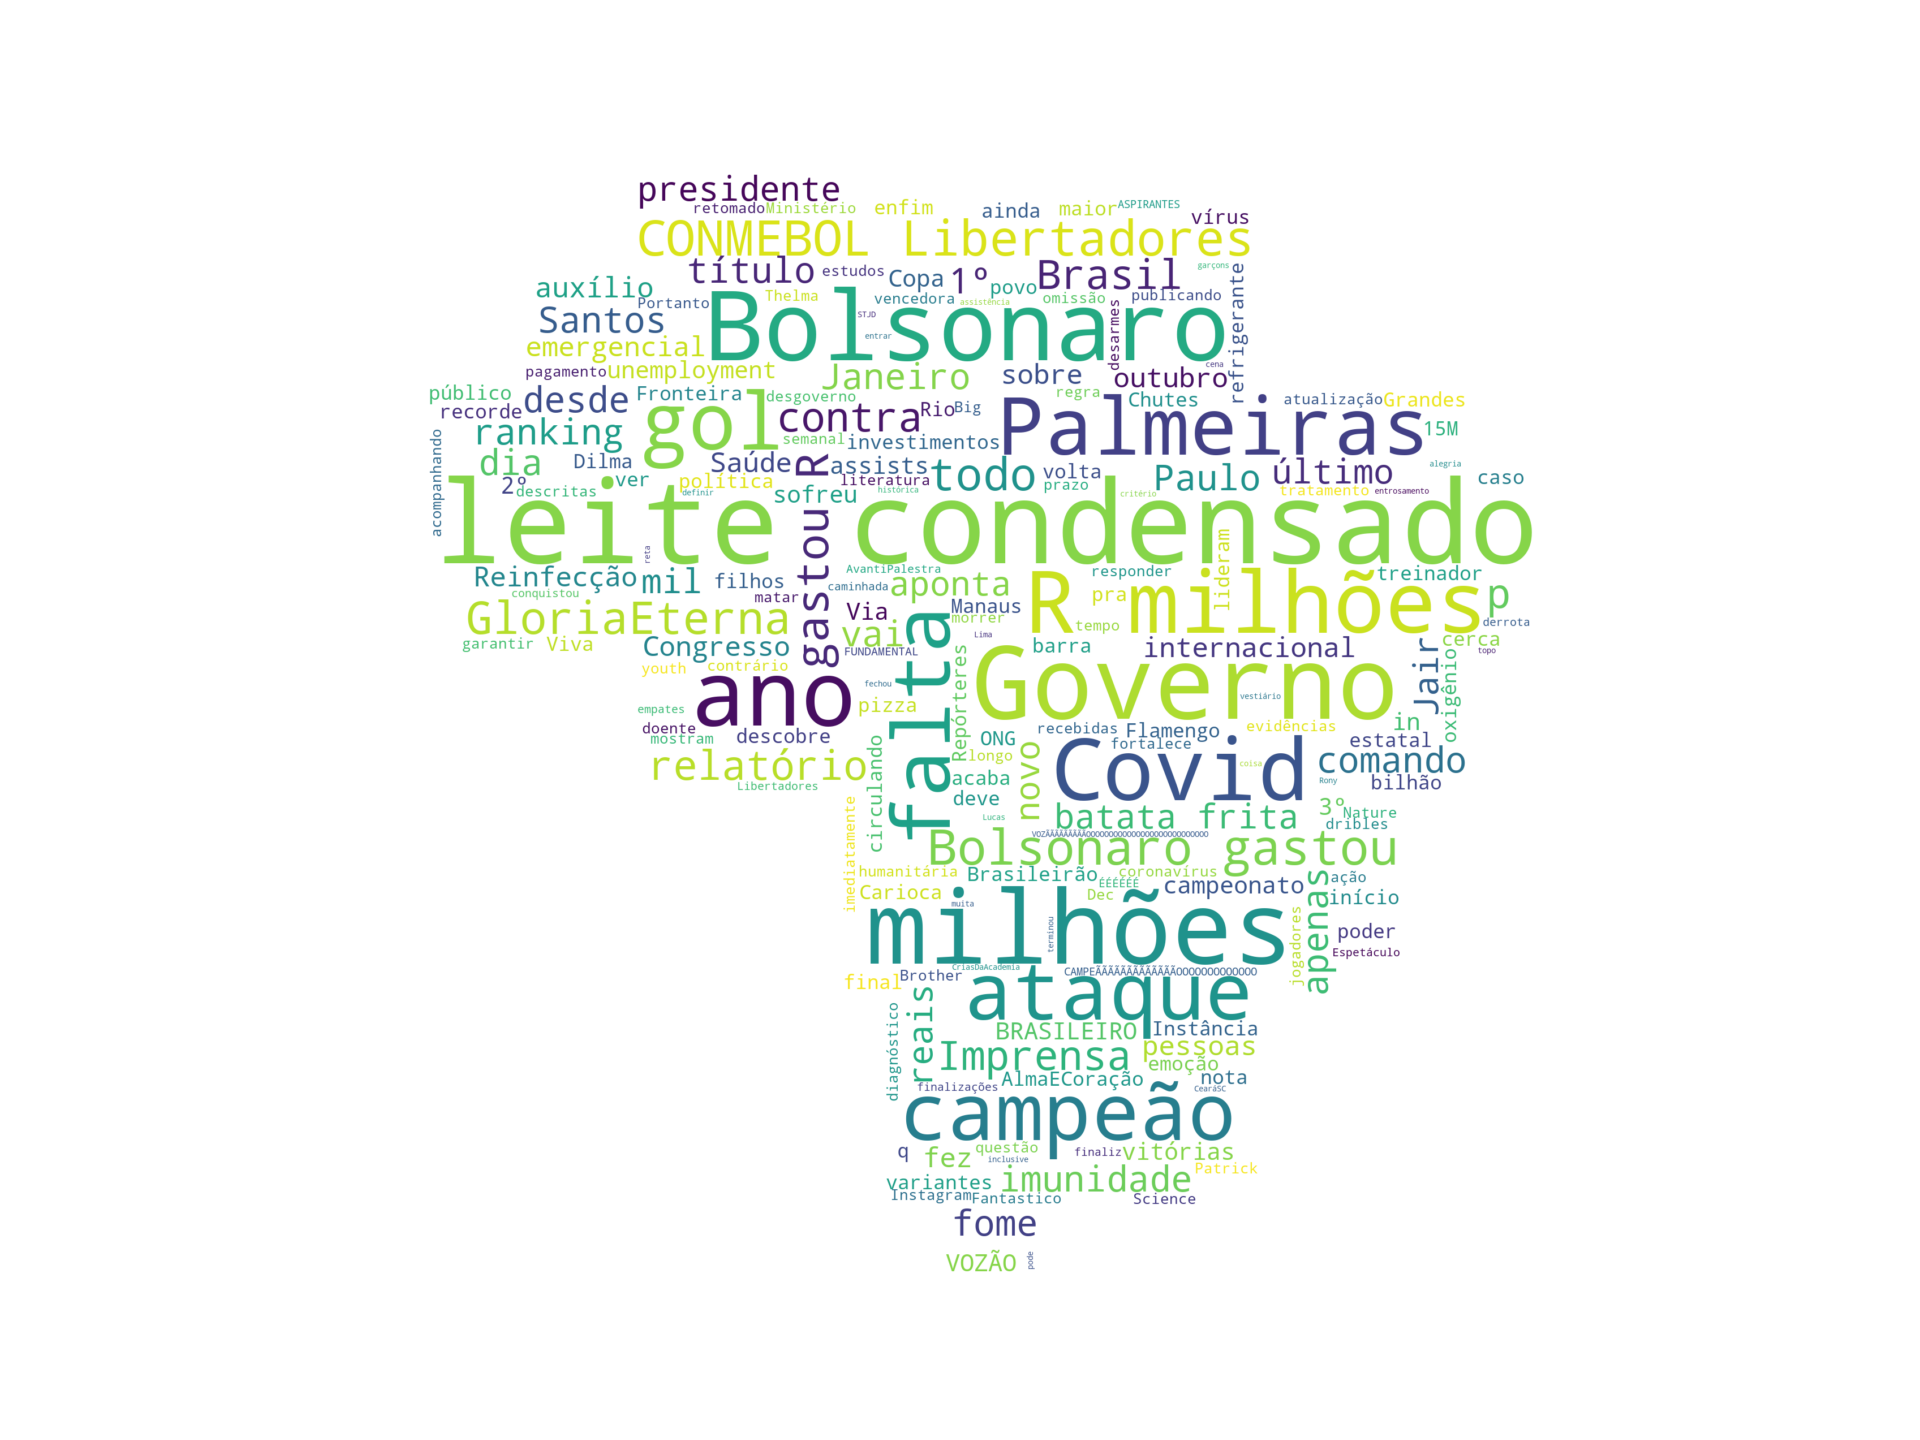 presidente
retomado Ministério enfim ainda maior ASPIRANTES
vírus
CONMEBOL Libertadores
título estudos Copa 1º povo Brasil garçons
auxílio Portanto Thelma vencedora assistência omissão publicando refrigerante
Santos Bolsonaro STJD entrar desarmes
emergencial
pagamento unemployment Janeiro sobre outubro cena
público recorde desde Fronteira desgoverno regra Chutes atualização Grandes
gol contra Rio Big Palmeiras 15M
ranking semanal investimentos
acompanhando dia Dilma Saúde R assists todo volta Paulo último alegria
2º descritas ver política literatura prazo tratamento entrosamento caso
definir sofreu histórica critério
leite condensado
reta gastou lideram
Reinfecção mil filhos AvantiPalestra aponta responder treinador
conquistou matar caminhada R milhões p
GloriaEterna Via Manaus pra tempo derrota
vai morrer Lima
garantir Viva Congresso FUNDAMENTAL falta Repórteres barra internacional cerca topo
youth contrário Governo Jair oxigênio
ano fechou vestiário
empates pizza in
doente mostram descobre recebidas Flamengo evidências estatal
ONG fortalece
relatório circulando longo novo Covid coisa comando
Libertadores acaba Rony bilhão
imediatamente deve Lucas batata frita 3º Nature
VOZÃÃÃÃÃÃÃÃÃOOOOOOOOOOOOOOOOOOOOOOOOOO dribles
Bolsonaro gastou
humanitária Brasileirão coronavírus ação
Carioca ÉÉÉÉÉÉ Dec campeonato apenas início
muita milhões terminou jogadores poder
Espetáculo
CriasDaAcademia CAMPEÃÃÃÃÃÃÃÃÃÃÃÃOOOOOOOOOOOOO
final Brother ataque
diagnóstico reais BRASILEIRO Instância
Imprensa pessoas
emoção
finalizações AlmaECoração nota
CearáSC
campeão
q fez questão finaliz vitórias
inclusive Patrick
variantes imunidade
Instagram Fantastico Science
fome
VOZÃO pode